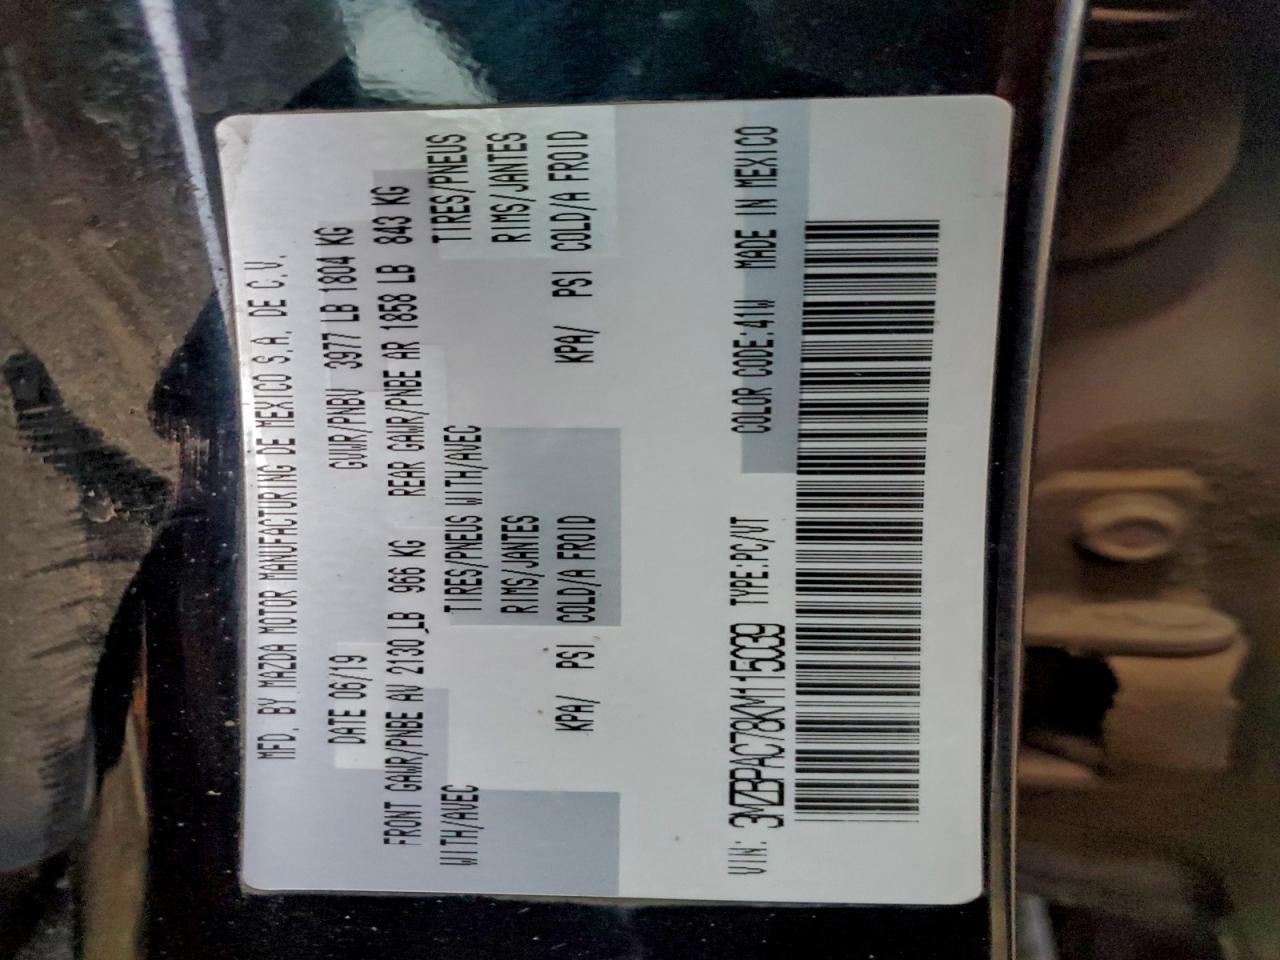 MFD. BY MAZDA MOTOR MANUFACTURING DE MEXICO S.A. DE C.V.
DATE 06/19 GVWR/PNBV 3977 LB 1804 KG
FRONT GAWR/PNBE AV 2130 LB 966 KG REAR GAWR/PNBE AR 1858 LB 843 KG
WITH/AVEC TIRES/PNEUS WITH/AVEC TIRES/PNEUS
RIMS/JANTES RIMS/JANTES
KPA/ PSI COLD/A FROID KPA/ PSI COLD/A FROID
COLOR CODE:41W MADE IN MEXICO
VIN: 3MZBPAC78KM115039 TYPE:PC/VT